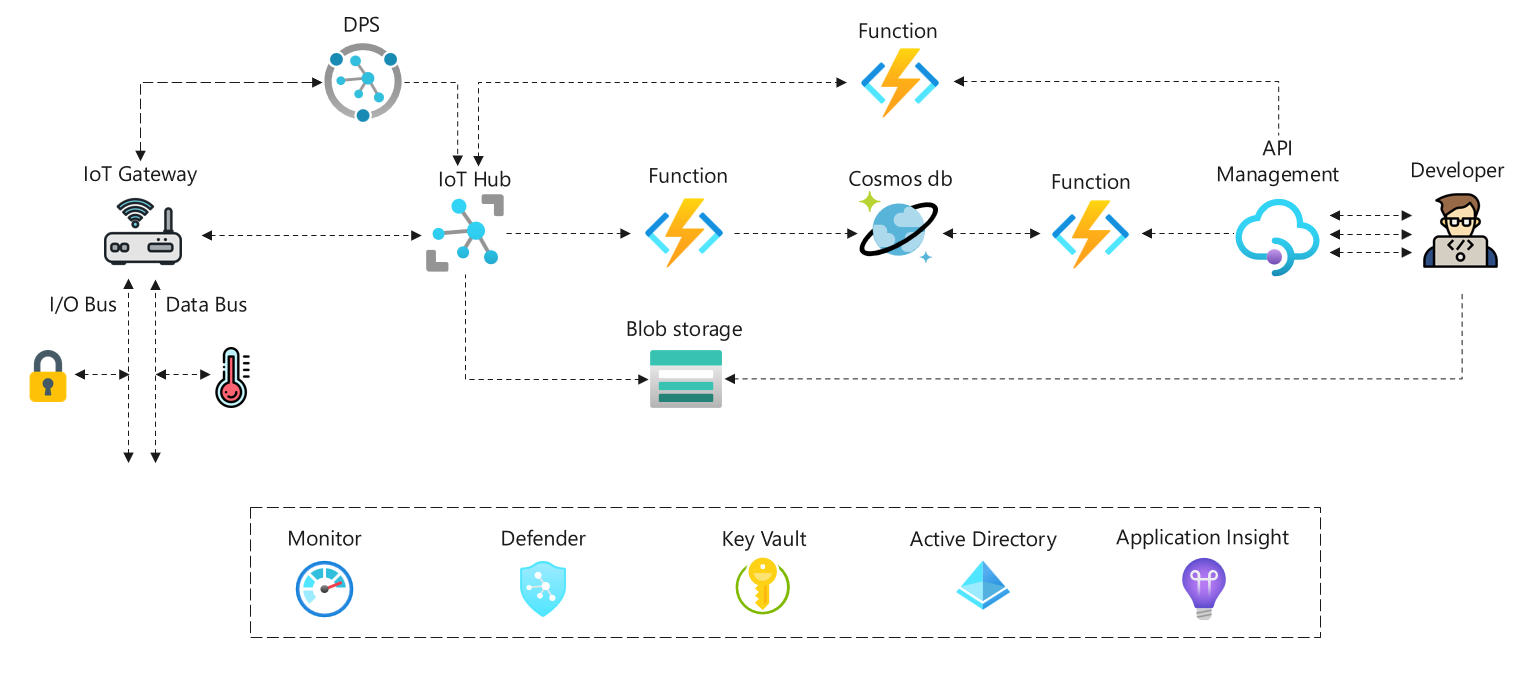 DPS
Function
IoT Gateway
IoT Hub
Function
Cosmos db
Function
API
Management
Developer
I/O Bus
Data Bus
Blob storage
Monitor
Defender
Key Vault
Active Directory
Application Insight